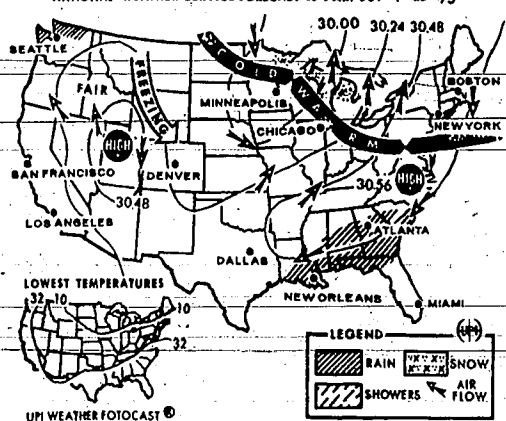 30.00 30.24 30.48
SEATTLE
COLD
WARM
FAIR
FREEZING
BOSTON
MINNEAPOLIS
NEW YORK
CHICAGO
HIGH
HIGH
SAN FRANCISCO
DENVER
30.48
30.56
LOS ANGELES
ATLANTA
DALLAS
LOWEST TEMPERATURES
32 10
10
32
NEW ORLEANS
MIAMI
LEGEND
UPI
RAIN
SNOW
SHOWERS
AIR FLOW
UPI WEATHER FOTOCAST ®